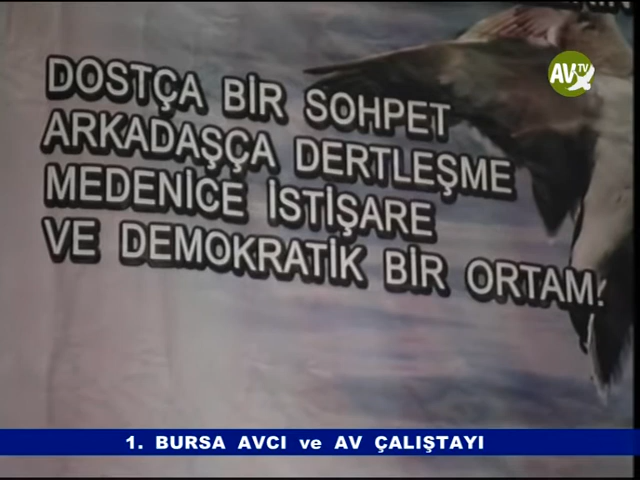 AV TV
DOSTÇA BİR SOHPET
ARKADAŞÇA DERTLEŞME
MEDENİCE İSTİŞARE
VE DEMOKRATİK BİR ORTAM.
1. BURSA AVCI ve AV ÇALIŞTAYI